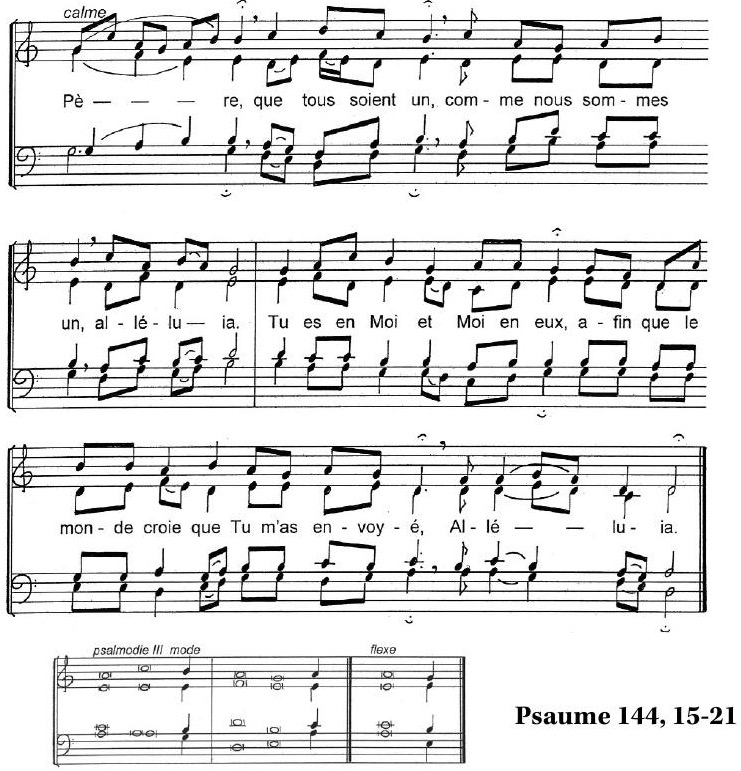 calme
Pè — — — re, que tous soient un, com - me nous som - mes
un, al - lé - lu — ia. Tu es en Moi et Moi en eux, a - fin que le
mon - de croie que Tu m'as en - voy - é, Al - lé — — lu - ia.
psalmodie III mode flexe
Psaume 144, 15-21